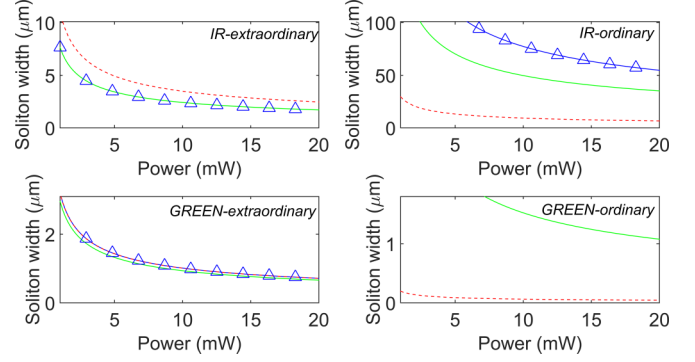 10
5
0
Soliton width (μm)
IR-extraordinary
5 10 15 20
Power (mW)
100
50
0
Soliton width (μm)
IR-ordinary
5 10 15 20
Power (mW)
2
0
Soliton width (μm)
GREEN-extraordinary
5 10 15 20
Power (mW)
1
0
Soliton width (μm)
GREEN-ordinary
5 10 15 20
Power (mW)